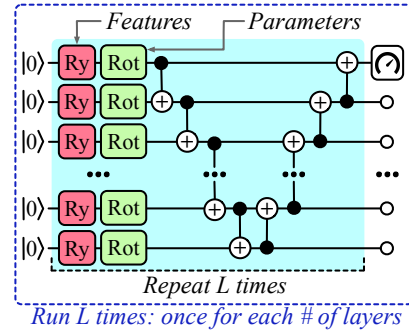 Features Parameters
|0⟩ Ry Rot
|0⟩ Ry Rot
|0⟩ Ry Rot
... ... ...
|0⟩ Ry Rot
|0⟩ Ry Rot
Repeat L times
Run L times: once for each # of layers